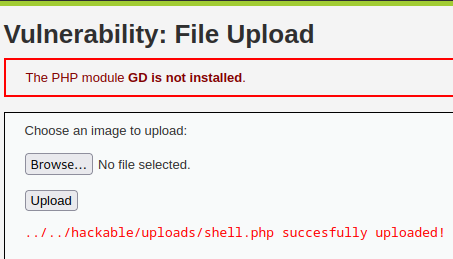 Vulnerability: File Upload
The PHP module GD is not installed.
Choose an image to upload:
Browse... No file selected.
Upload
../../hackable/uploads/shell.php succesfully uploaded!